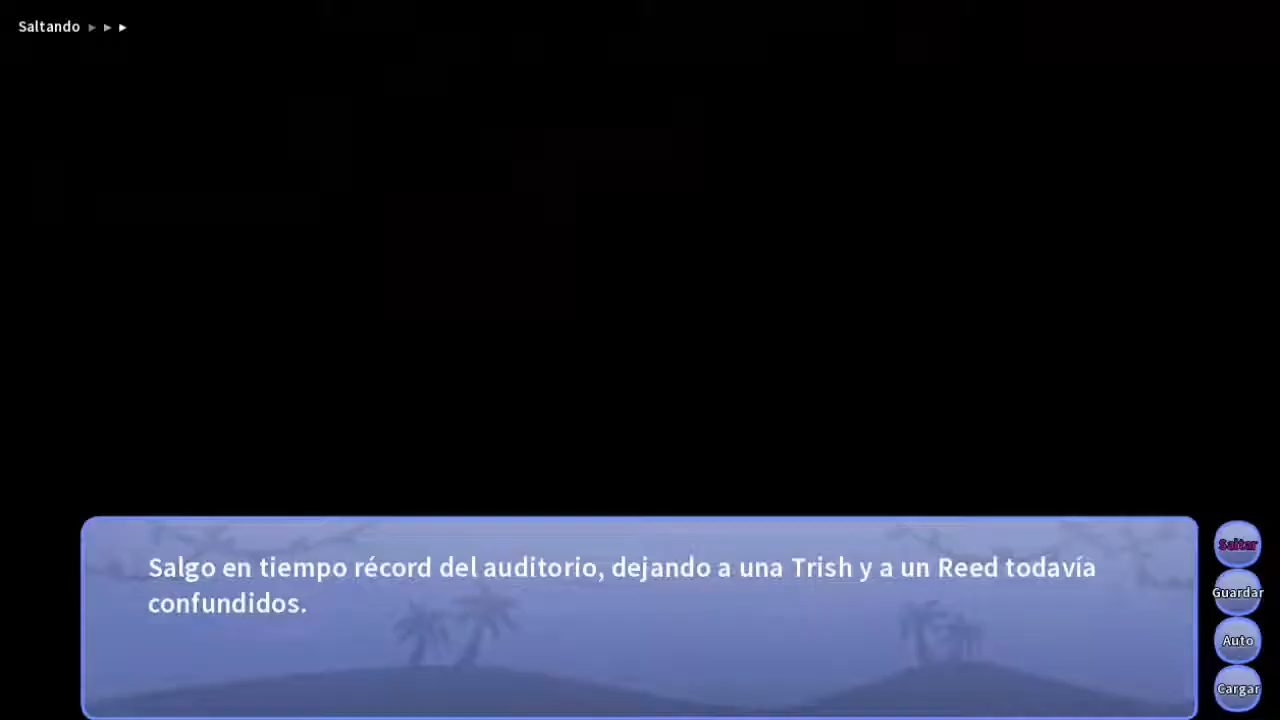 Saltando ▸ ▸ ▸
Salgo en tiempo récord del auditorio, dejando a una Trish y a un Reed todavía
confundidos.
Saltar
Guardar
Auto
Cargar